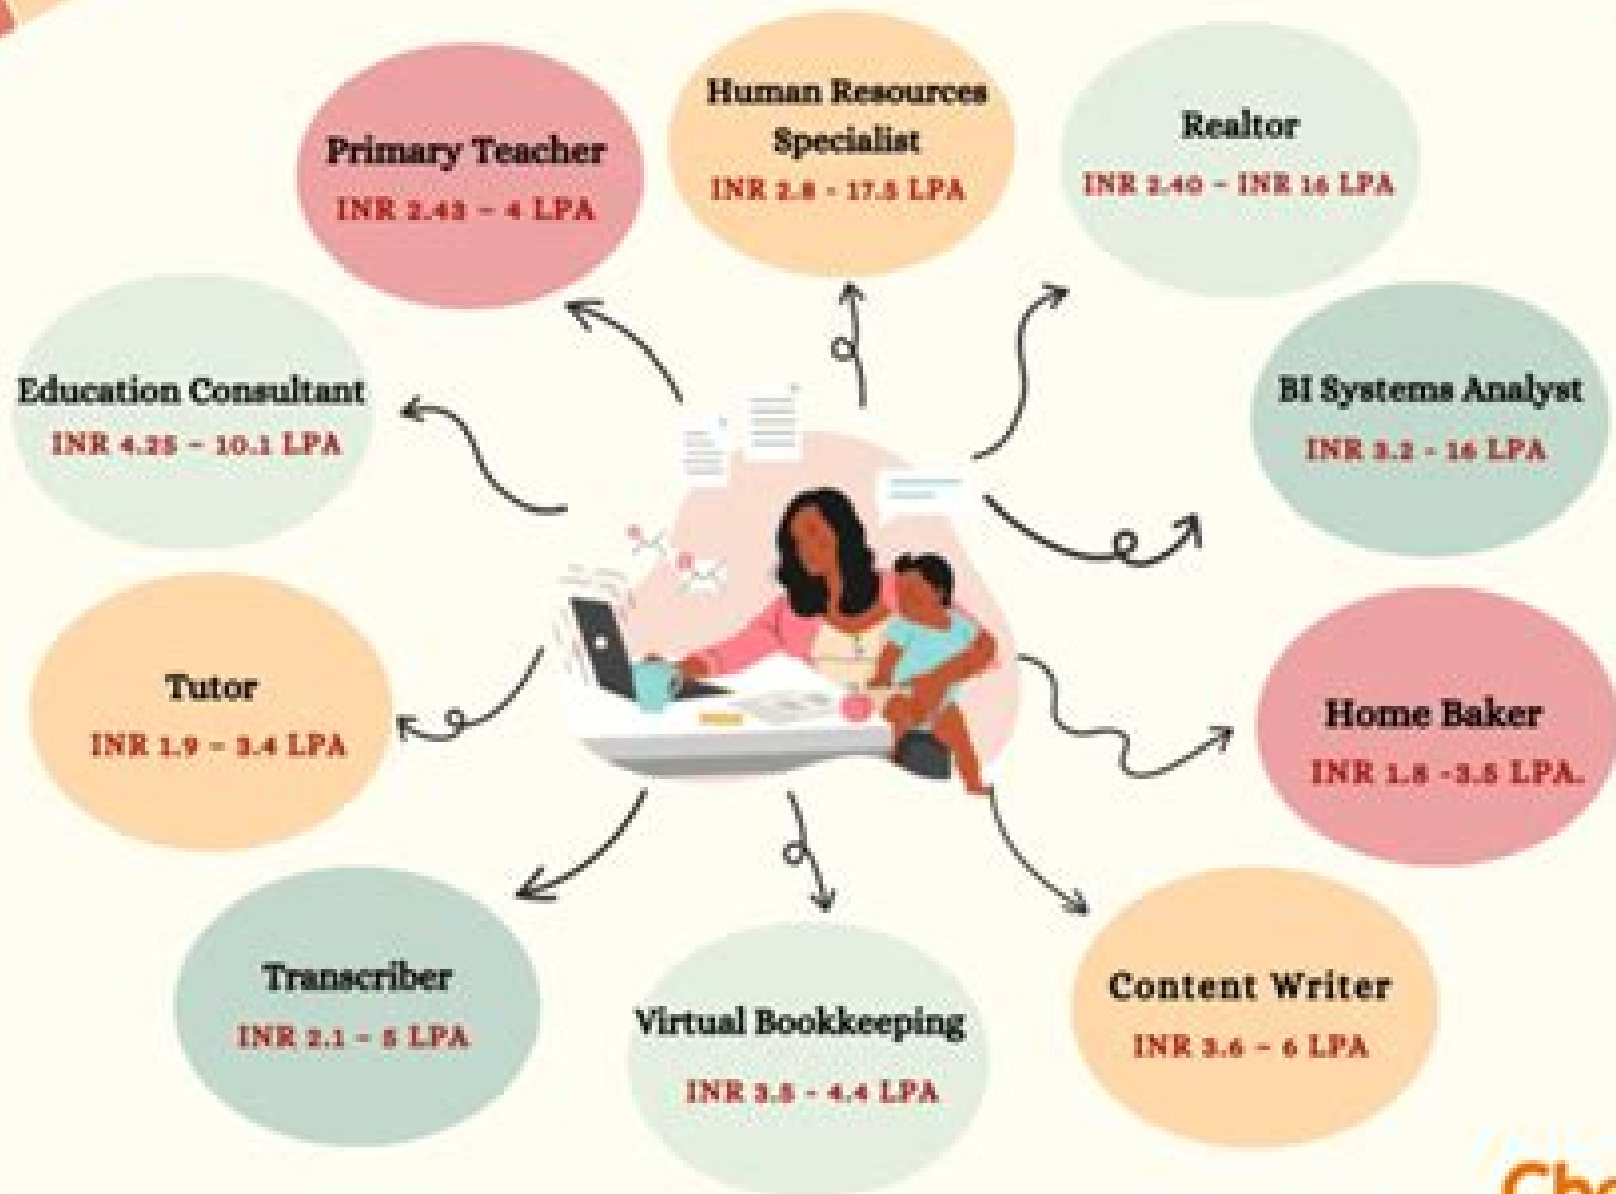 Human Resources
Specialist
INR 2.8 - 17.5 LPA
Realtor
INR 2.40 - INR 16 LPA
Primary Teacher
INR 2.43 - 4 LPA
Education Consultant
INR 4.25 - 10.1 LPA
BI Systems Analyst
INR 3.2 - 16 LPA
Tutor
INR 1.9 - 3.4 LPA
Home Baker
INR 1.8 -3.5 LPA.
Transcriber
INR 2.1 - 5 LPA
Virtual Bookkeeping
INR 3.5 - 4.4 LPA
Content Writer
INR 3.6 - 6 LPA